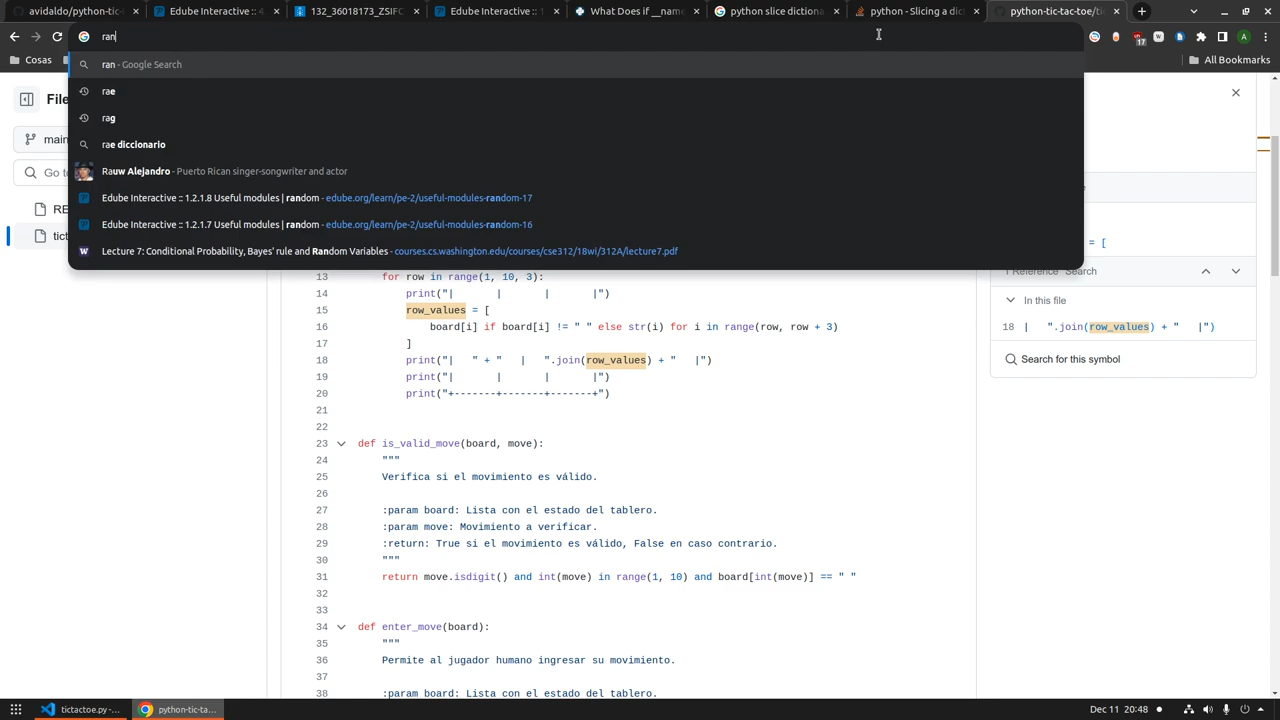 avidaldo/python-tic-tac-toe
Edube Interactive :: 4
132_36018173_ZSIFC
Edube Interactive :: 1
What Does if __name_
python slice dictiona
python - Slicing a dict
python-tic-tac-toe/tic
ran
Cosas
All Bookmarks
ran - Google Search
rae
rag
rae diccionario
Rauw Alejandro - Puerto Rican singer-songwriter and actor
Edube Interactive :: 1.2.1.8 Useful modules | random - edube.org/learn/pe-2/useful-modules-random-17
Edube Interactive :: 1.2.1.7 Useful modules | random - edube.org/learn/pe-2/useful-modules-random-16
Lecture 7: Conditional Probability, Bayes' rule and Random Variables - courses.cs.washington.edu/courses/cse312/18wi/312A/lecture7.pdf
File
main
Go to
RE
tict
= [
1 Reference Search
In this file
18 | ".join(row_values) + " |")
Search for this symbol
13 for row in range(1, 10, 3):
14 print("| | | |")
15 row_values = [
16 board[i] if board[i] != " " else str(i) for i in range(row, row + 3)
17 ]
18 print("| " + " | ".join(row_values) + " |")
19 print("| | | |")
20 print("+-------+-------+-------+")
21
22
23 def is_valid_move(board, move):
24 """
25 Verifica si el movimiento es válido.
26
27 :param board: Lista con el estado del tablero.
28 :param move: Movimiento a verificar.
29 :return: True si el movimiento es válido, False en caso contrario.
30 """
31 return move.isdigit() and int(move) in range(1, 10) and board[int(move)] == " "
32
33
34 def enter_move(board):
35 """
36 Permite al jugador humano ingresar su movimiento.
37
38 :param board: Lista con el estado del tablero.
tictactoe.py -...
python-tic-ta...
Dec 11 20:48